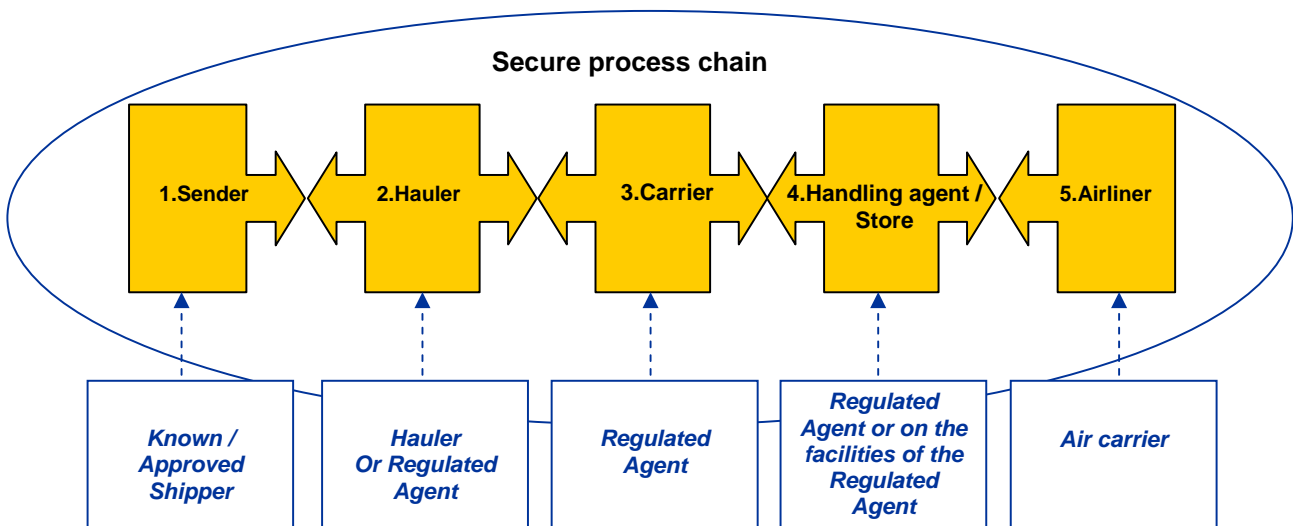 Secure process chain
1.Sender
2.Hauler
3.Carrier
4.Handling agent /
Store
5.Airliner
Known /
Approved
Shipper
Hauler
Or Regulated
Agent
Regulated
Agent
Regulated
Agent or on the
facilities of the
Regulated
Agent
Air carrier